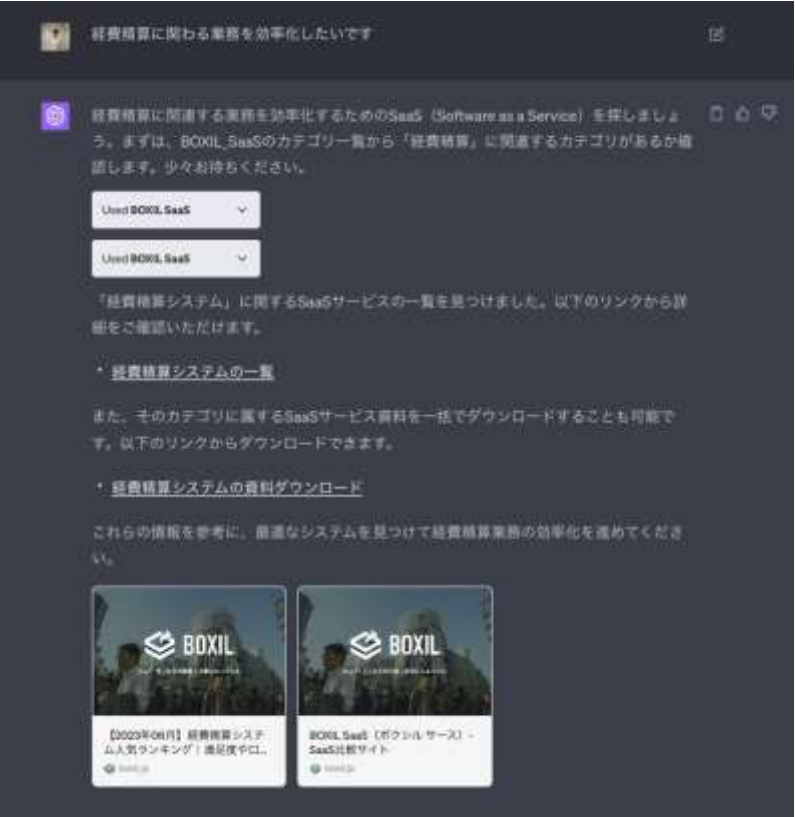 経費精算に関わる業務を効率化したいです
経費精算に関連する業務を効率化するためのSaaS（Software as a Service）を探しましょ
う。まずは、BOXIL SaaSのカテゴリ一覧から「経費精算」に関連するカテゴリがあるか確
認します。少々お待ちください。
Used BOXIL SaaS
Used BOXIL SaaS
「経費精算システム」に関するSaaSサービスの一覧を見つけました。以下のリンクから詳
細をご確認いただけます。
• 経費精算システムの一覧
また、そのカテゴリに属するSaaSサービス資料を一括でダウンロードすることも可能で
す。以下のリンクからダウンロードできます。
• 経費精算システムの資料ダウンロード
これらの情報を参考に、最適なシステムを見つけて経費精算業務の効率化を進めてくださ
い。
BOXIL
BOXIL
【2023年06月】経費精算システ
ム人気ランキング｜満足度や口...
BOXIL SaaS（ボクシル サース）-
SaaS比較サイト